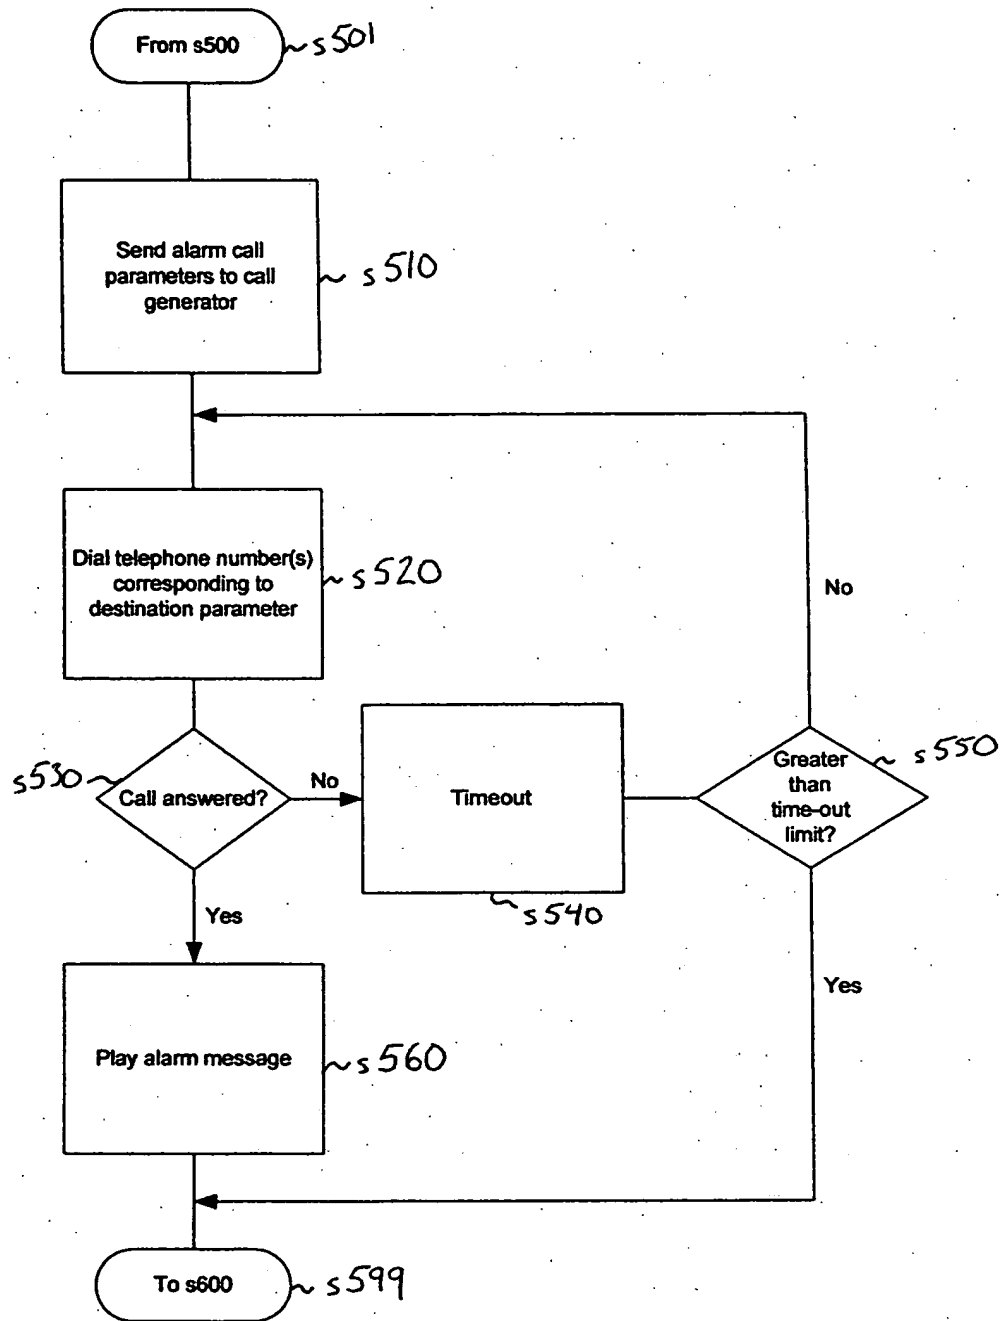 From s500
s501
Send alarm call
parameters to call
generator
s510
Dial telephone number(s)
corresponding to
destination parameter
s520
No
s530
Call answered?
No
Timeout
s540
Greater
than
time-out
limit?
s550
Yes
Yes
Play alarm message
s560
To s600
s599